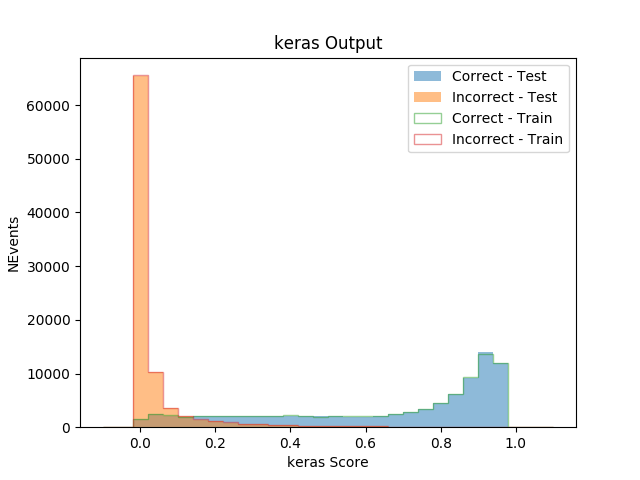 keras Output
Correct - Test
Incorrect - Test
Correct - Train
Incorrect - Train
NEvents
60000
50000
40000
30000
20000
10000
0
0.0 0.2 0.4 0.6 0.8 1.0
keras Score